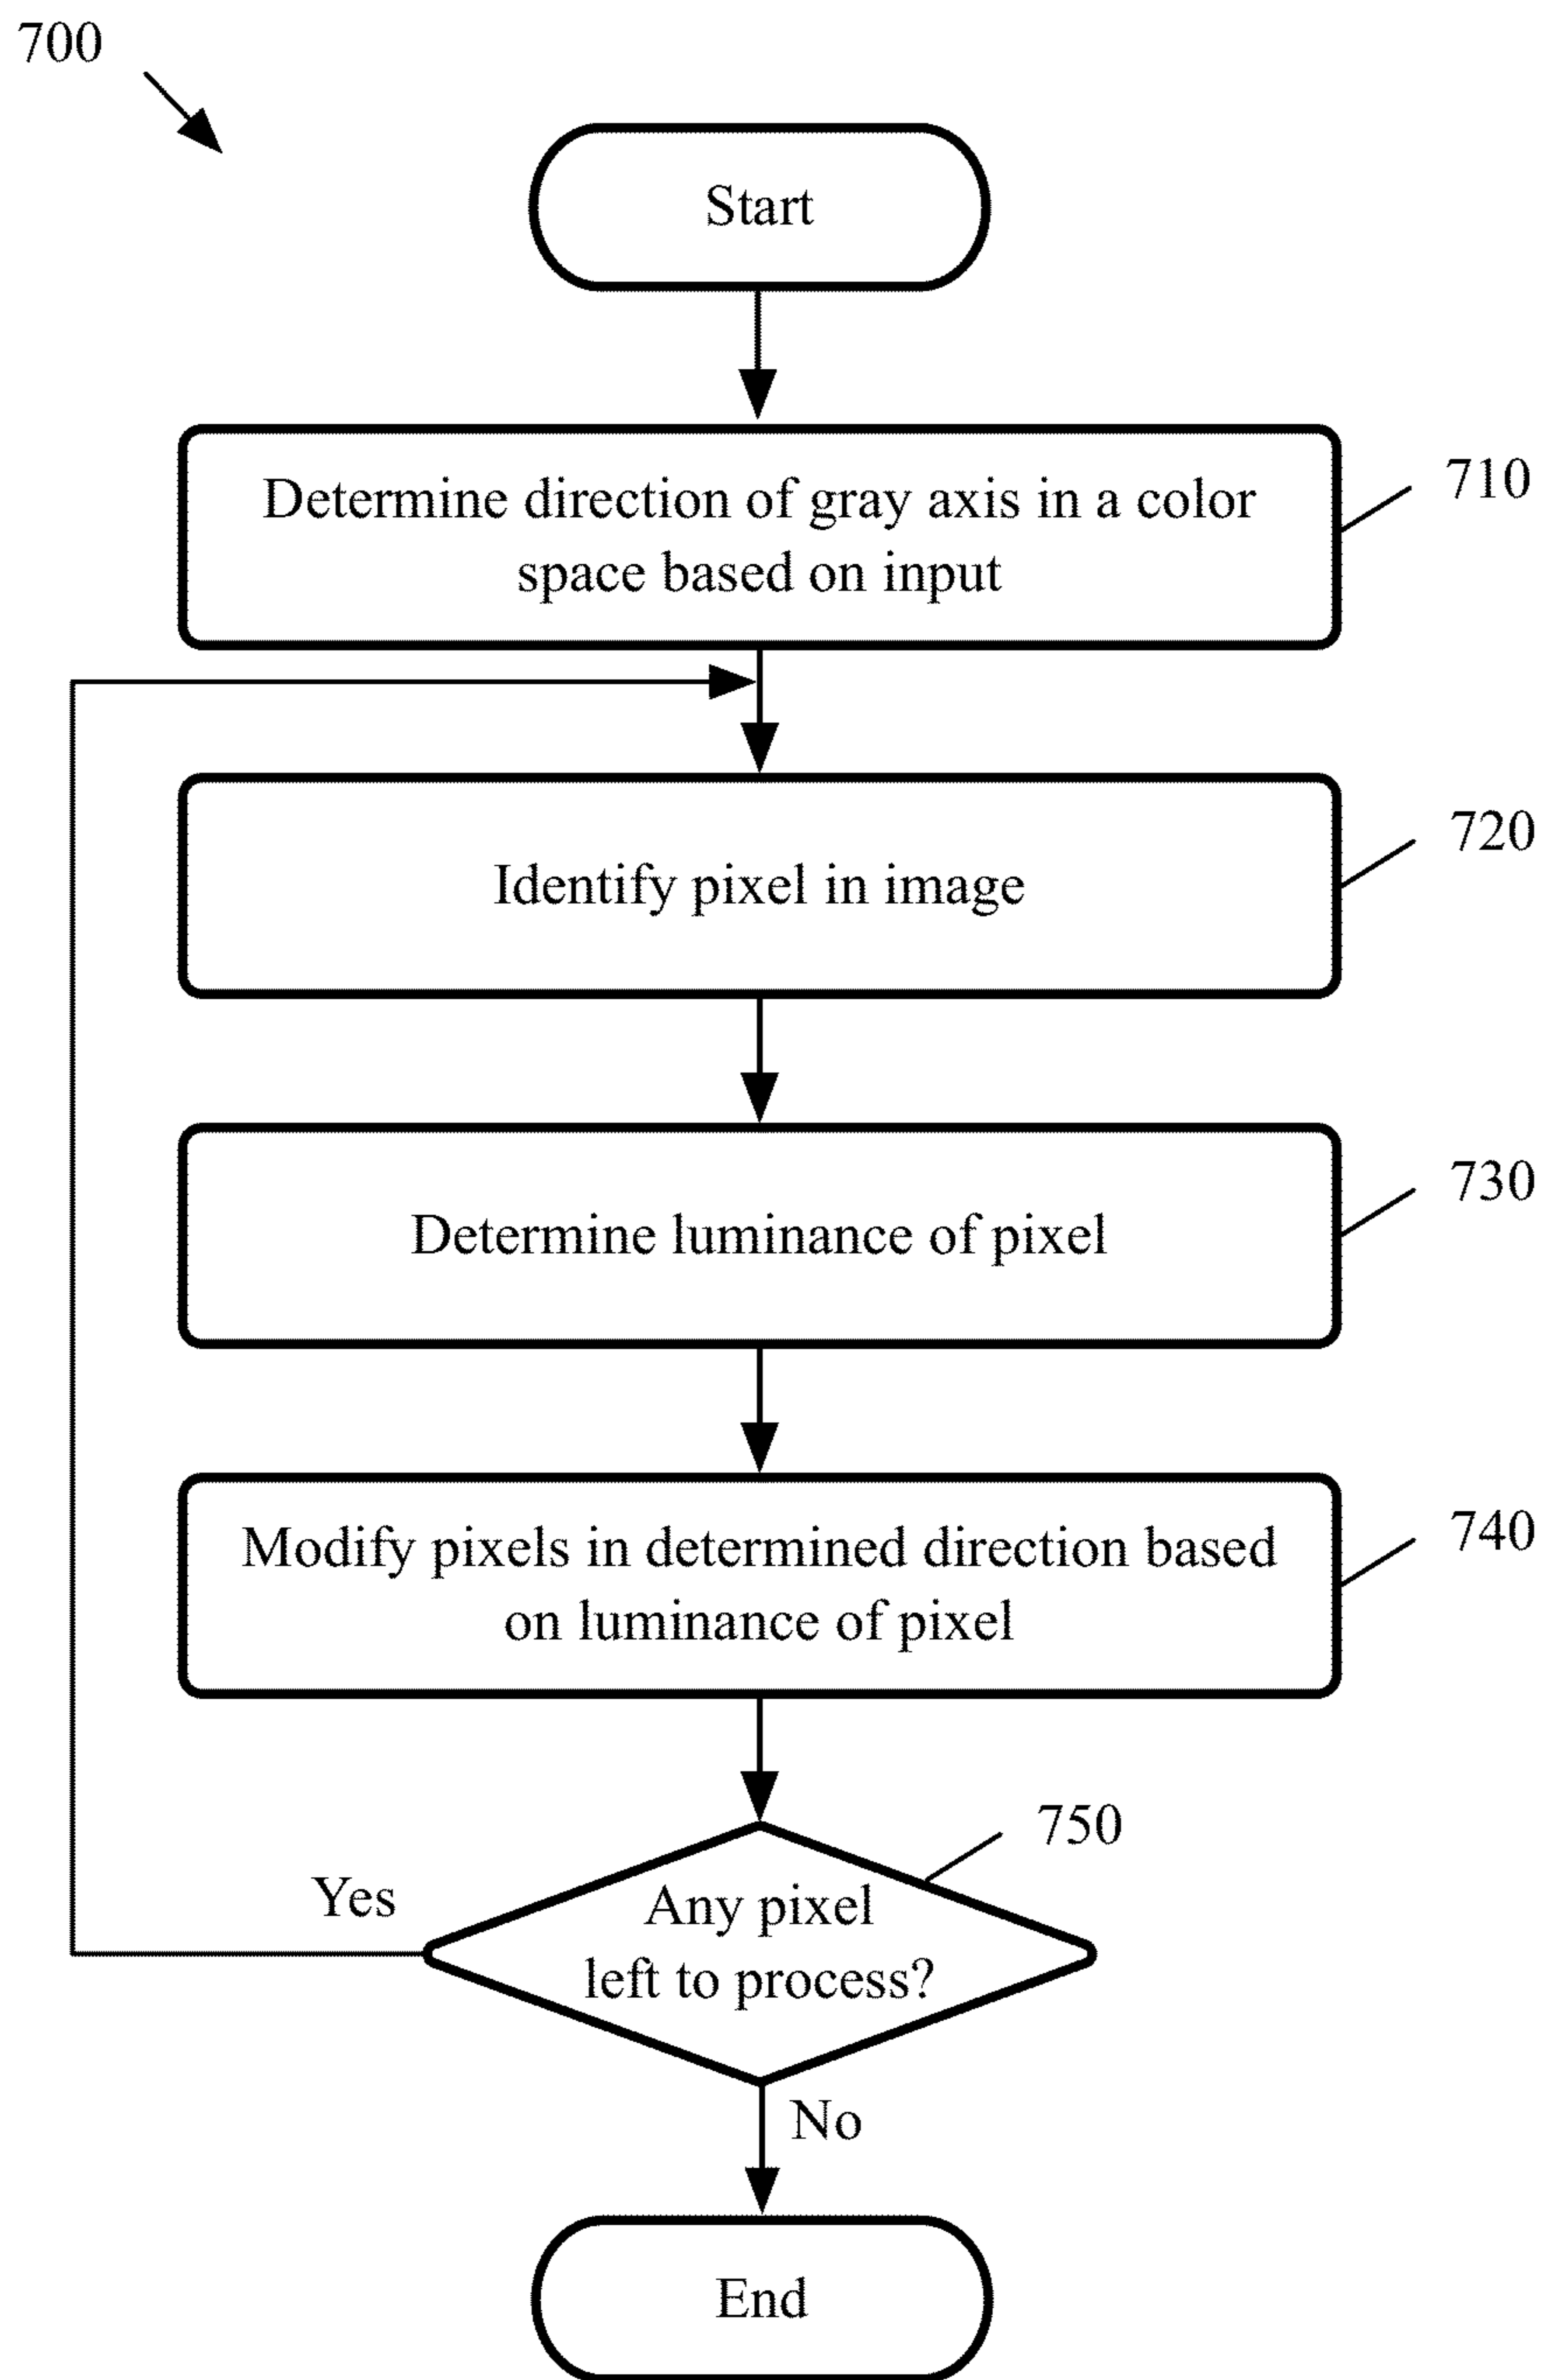 700
Start
Determine direction of gray axis in a color
space based on input
710
Identify pixel in image
720
Determine luminance of pixel
730
Modify pixels in determined direction based
on luminance of pixel
740
750
Any pixel
left to process?
Yes
No
End